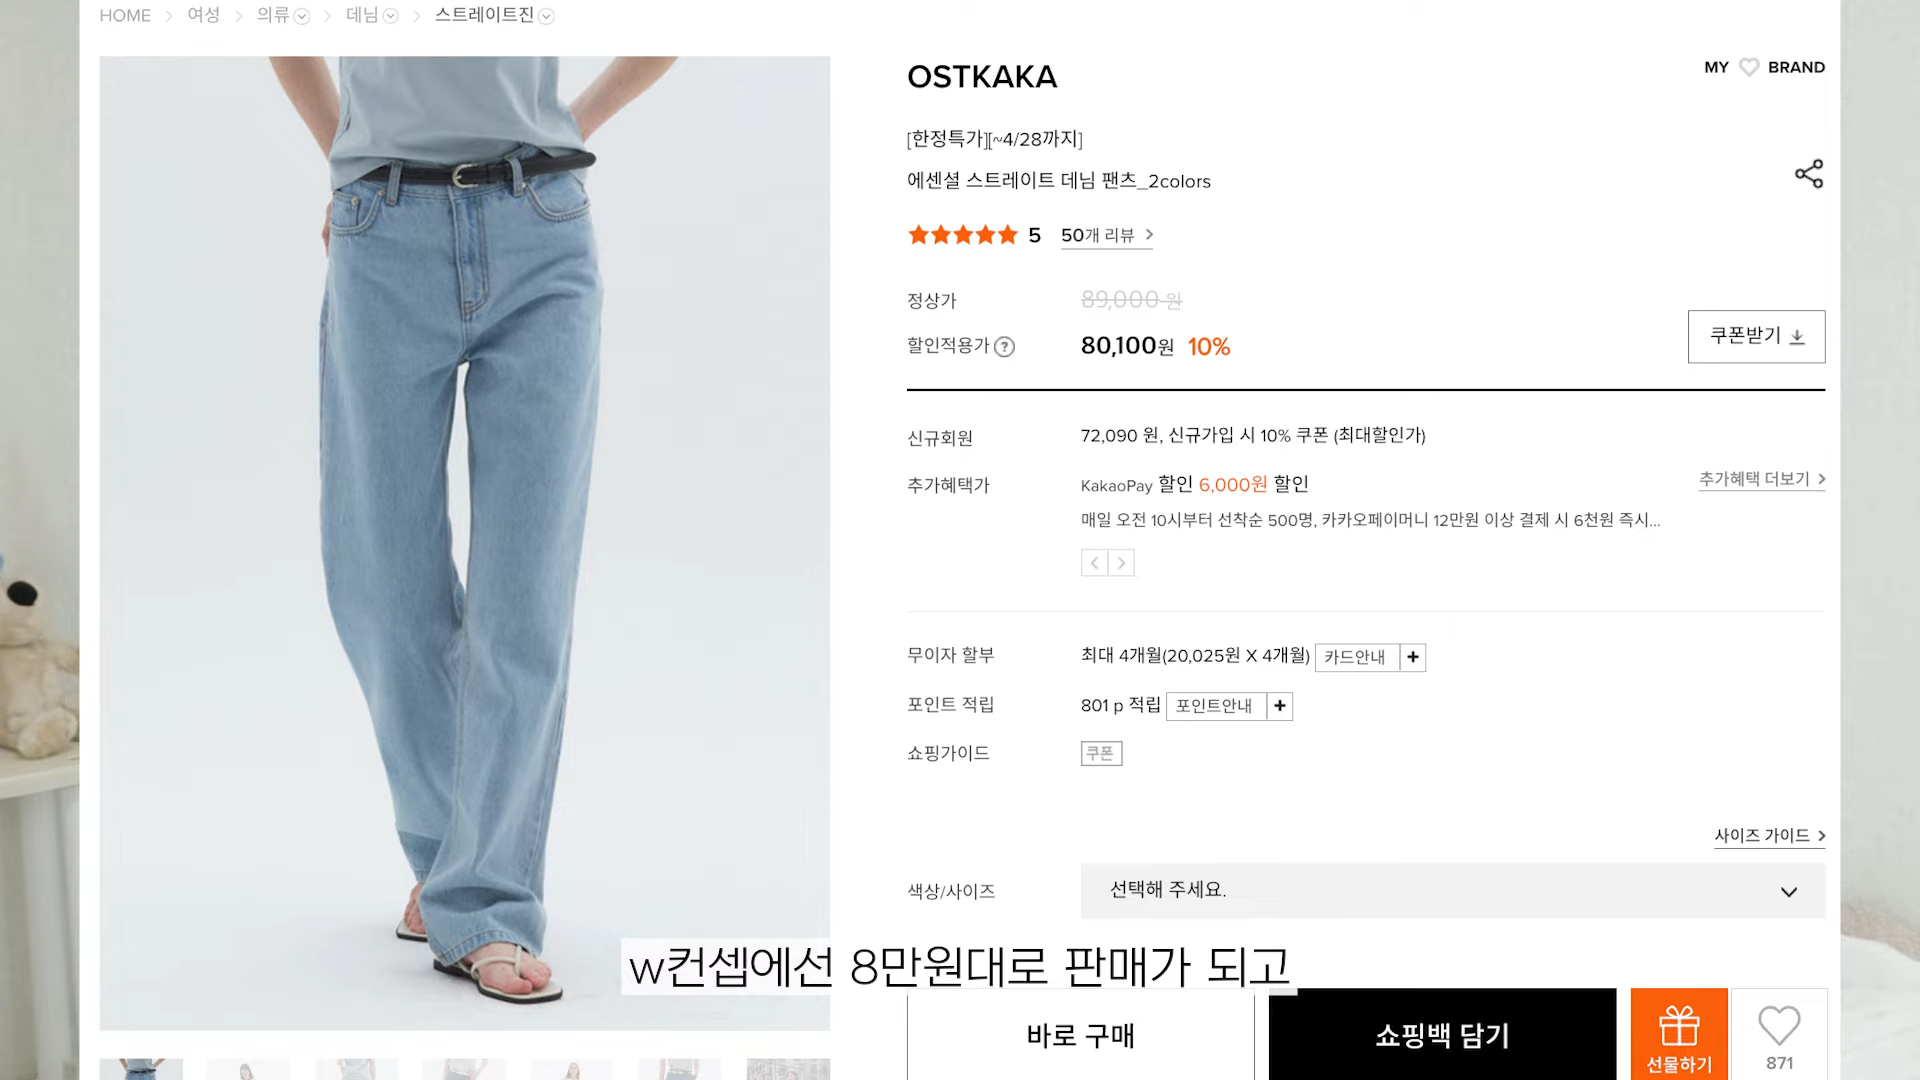 HOME > 여성 > 의류 > 데님 > 스트레이트진
OSTKAKA
MY BRAND
[한정특가][~4/28까지]
에센셜 스트레이트 데님 팬츠_2colors
5 50개 리뷰 >
정상가 89,000 원
할인적용가 ? 80,100원 10%
쿠폰받기
신규회원 72,090 원, 신규가입 시 10% 쿠폰 (최대할인가)
추가혜택가 KakaoPay 할인 6,000원 할인
추가혜택 더보기 >
매일 오전 10시부터 선착순 500명, 카카오페이머니 12만원 이상 결제 시 6천원 즉시...
무이자 할부 최대 4개월(20,025원 X 4개월) 카드안내 +
포인트 적립 801 p 적립 포인트안내 +
쇼핑가이드 쿠폰
사이즈 가이드 >
색상/사이즈 선택해 주세요.
w컨셉에선 8만원대로 판매가 되고
바로 구매
쇼핑백 담기
선물하기
871